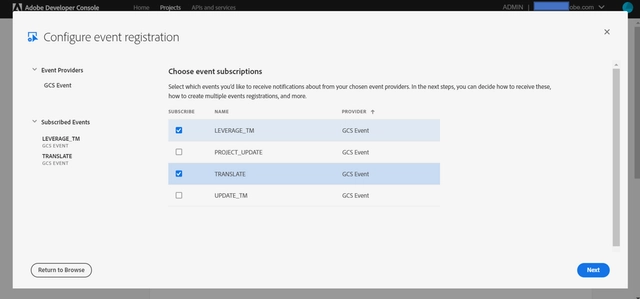 Adobe Developer Console
Home Projects APIs and services
ADMIN obe.com
Configure event registration
Event Providers
GCS Event
Subscribed Events
LEVERAGE_TM
GCS EVENT
TRANSLATE
GCS EVENT
Choose event subscriptions
Select which events you'd like to receive notifications about from your chosen event providers. In the next steps, you can decide how to receive these,
how to create multiple events registrations, and more.
SUBSCRIBE NAME PROVIDER
LEVERAGE_TM GCS Event
PROJECT_UPDATE GCS Event
TRANSLATE GCS Event
UPDATE_TM GCS Event
Return to Browse
Next